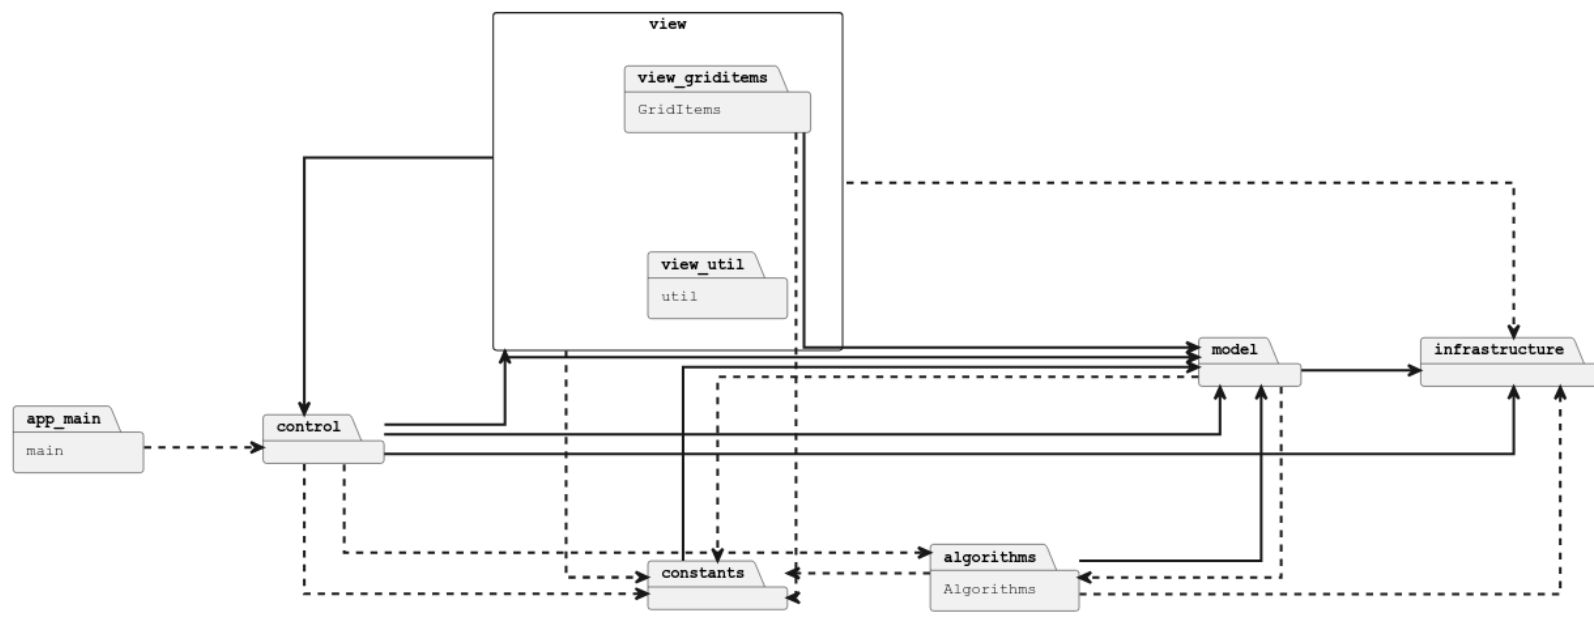 view
view_griditems
GridItems
view_util
util
model
infrastructure
app_main
main
control
constants
algorithms
Algorithms